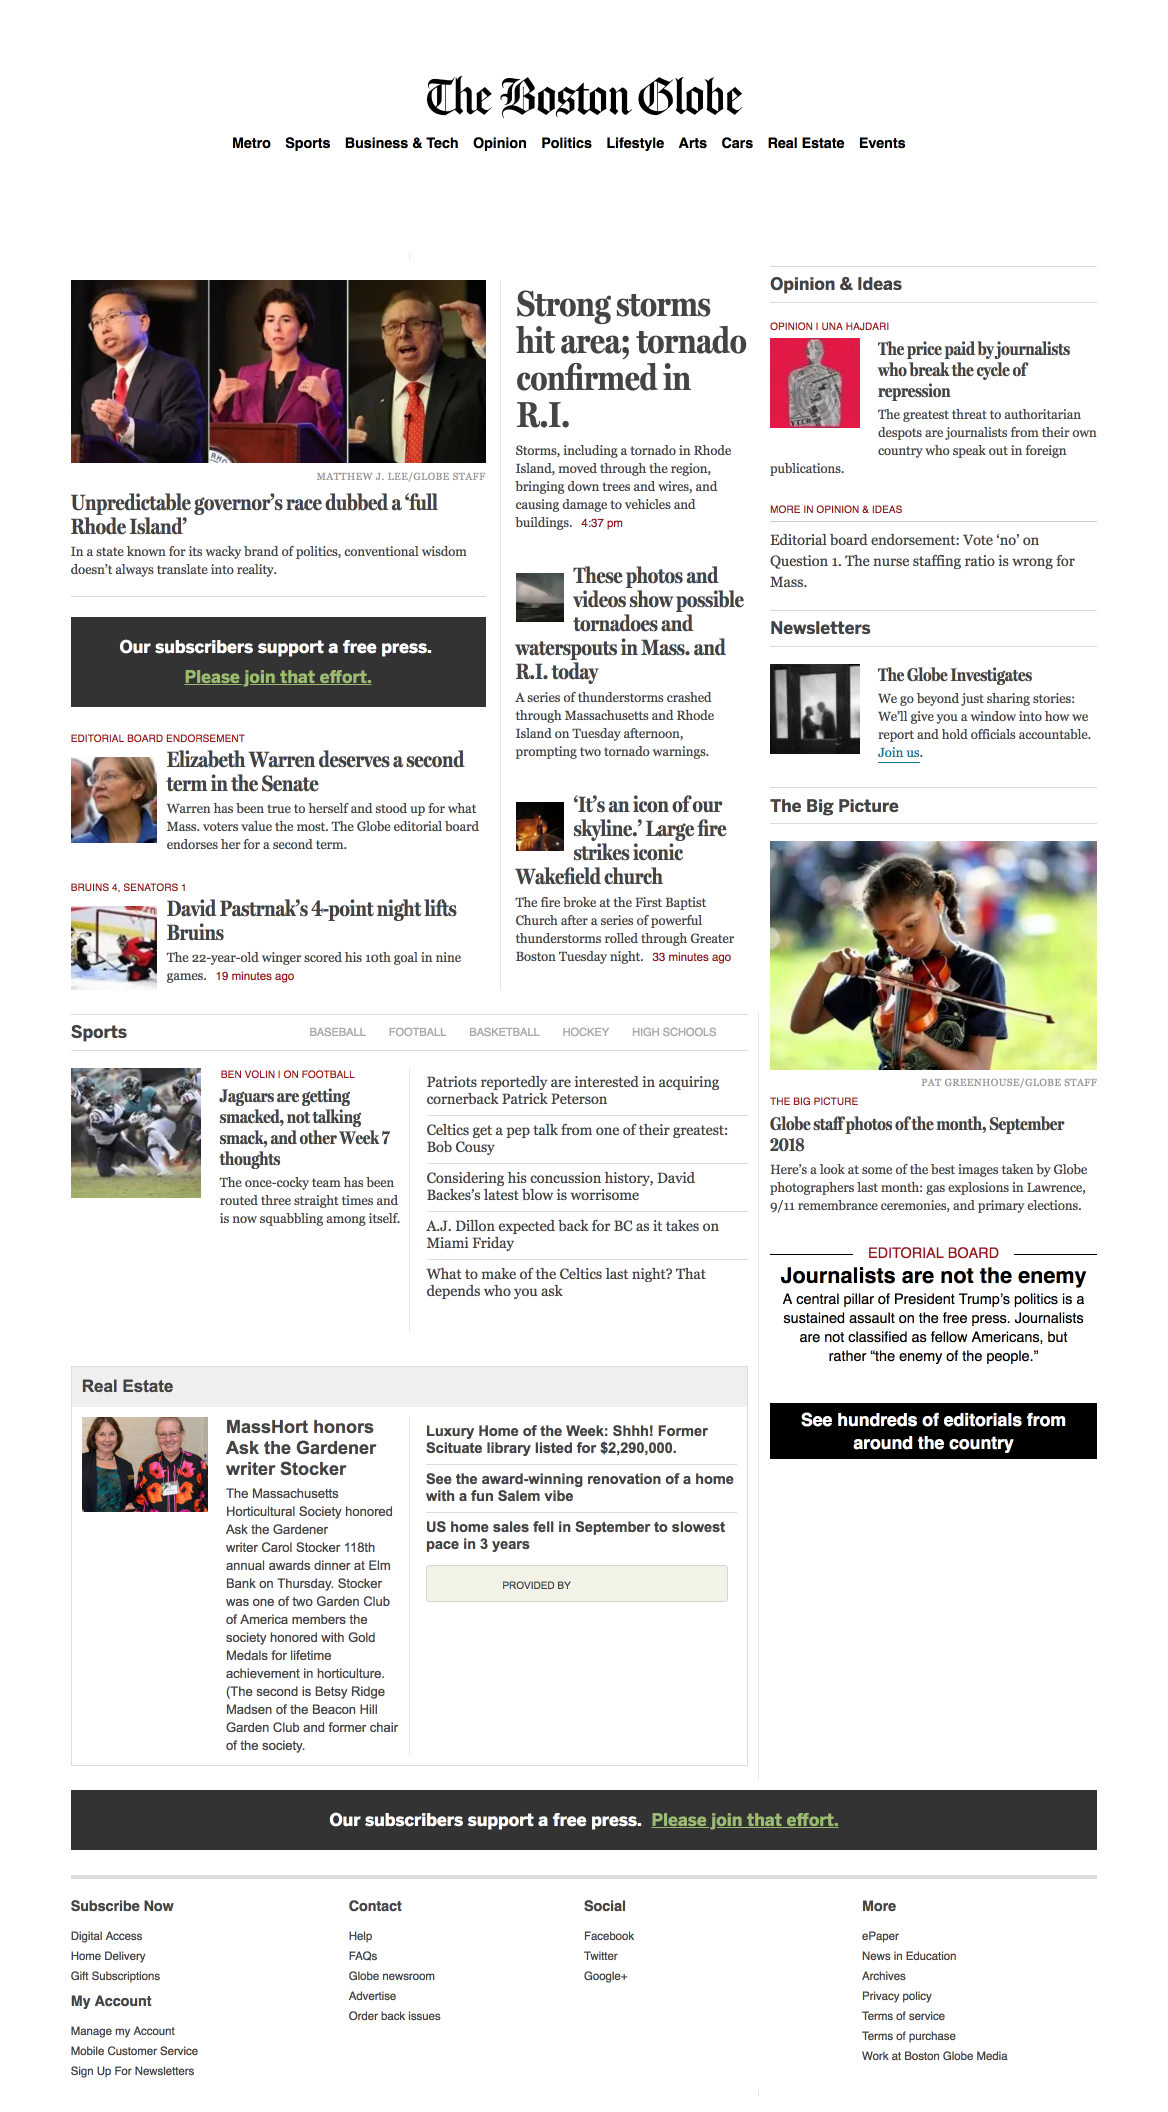 The Boston Globe
Metro Sports Business & Tech Opinion Politics Lifestyle Arts Cars Real Estate Events
MATTHEW J. LEE/GLOBE STAFF
Unpredictable governor’s race dubbed a ‘full
Rhode Island’
In a state known for its wacky brand of politics, conventional wisdom
doesn’t always translate into reality.
Our subscribers support a free press.
Please join that effort.
EDITORIAL BOARD ENDORSEMENT
Elizabeth Warren deserves a second
term in the Senate
Warren has been true to herself and stood up for what
Mass. voters value the most. The Globe editorial board
endorses her for a second term.
BRUINS 4, SENATORS 1
David Pastrnak’s 4-point night lifts
Bruins
The 22-year-old winger scored his 10th goal in nine
games. 19 minutes ago
Strong storms
hit area; tornado
confirmed in
R.I.
Storms, including a tornado in Rhode
Island, moved through the region,
bringing down trees and wires, and
causing damage to vehicles and
buildings. 4:37 pm
These photos and
videos show possible
tornadoes and
waterspouts in Mass. and
R.I. today
A series of thunderstorms crashed
through Massachusetts and Rhode
Island on Tuesday afternoon,
prompting two tornado warnings.
‘It’s an icon of our
skyline.’ Large fire
strikes iconic
Wakefield church
The fire broke at the First Baptist
Church after a series of powerful
thunderstorms rolled through Greater
Boston Tuesday night. 33 minutes ago
Opinion & Ideas
OPINION | UNA HAJDARI
The price paid by journalists
who break the cycle of
repression
The greatest threat to authoritarian
despots are journalists from their own
country who speak out in foreign
publications.
MORE IN OPINION & IDEAS
Editorial board endorsement: Vote ‘no’ on
Question 1. The nurse staffing ratio is wrong for
Mass.
Newsletters
The Globe Investigates
We go beyond just sharing stories:
We’ll give you a window into how we
report and hold officials accountable.
Join us.
The Big Picture
PAT GREENHOUSE/GLOBE STAFF
THE BIG PICTURE
Globe staff photos of the month, September
2018
Here’s a look at some of the best images taken by Globe
photographers last month: gas explosions in Lawrence,
9/11 remembrance ceremonies, and primary elections.
EDITORIAL BOARD
Journalists are not the enemy
A central pillar of President Trump’s politics is a
sustained assault on the free press. Journalists
are not classified as fellow Americans, but
rather “the enemy of the people.”
See hundreds of editorials from
around the country
Sports
BASEBALL FOOTBALL BASKETBALL HOCKEY HIGH SCHOOLS
BEN VOLIN | ON FOOTBALL
Jaguars are getting
smacked, not talking
smack, and other Week 7
thoughts
The once-cocky team has been
routed three straight times and
is now squabbling among itself.
Patriots reportedly are interested in acquiring
cornerback Patrick Peterson
Celtics get a pep talk from one of their greatest:
Bob Cousy
Considering his concussion history, David
Backes’s latest blow is worrisome
A.J. Dillon expected back for BC as it takes on
Miami Friday
What to make of the Celtics last night? That
depends who you ask
Real Estate
MassHort honors
Ask the Gardener
writer Stocker
The Massachusetts
Horticultural Society honored
Ask the Gardener
writer Carol Stocker 118th
annual awards dinner at Elm
Bank on Thursday. Stocker
was one of two Garden Club
of America members the
society honored with Gold
Medals for lifetime
achievement in horticulture.
(The second is Betsy Ridge
Madsen of the Beacon Hill
Garden Club and former chair
of the society.
Luxury Home of the Week: Shhh! Former
Scituate library listed for $2,290,000.
See the award-winning renovation of a home
with a fun Salem vibe
US home sales fell in September to slowest
pace in 3 years
PROVIDED BY
Our subscribers support a free press. Please join that effort.
Subscribe Now
Digital Access
Home Delivery
Gift Subscriptions
My Account
Manage my Account
Mobile Customer Service
Sign Up For Newsletters
Contact
Help
FAQs
Globe newsroom
Advertise
Order back issues
Social
Facebook
Twitter
Google+
More
ePaper
News in Education
Archives
Privacy policy
Terms of service
Terms of purchase
Work at Boston Globe Media